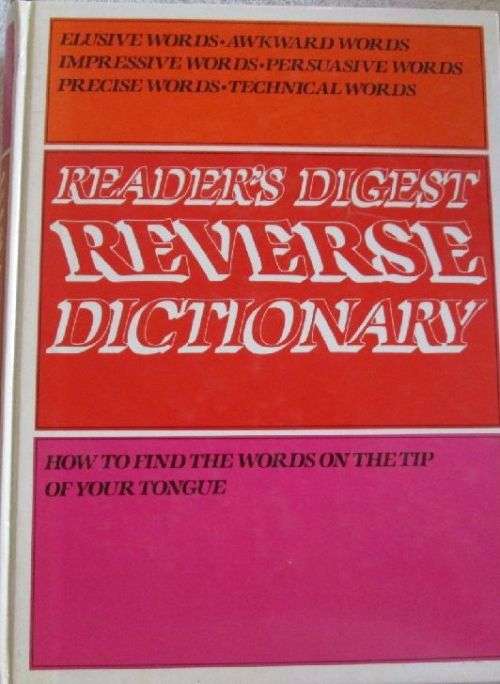 ELUSIVE WORDS•AWKWARD WORDS
IMPRESSIVE WORDS•PERSUASIVE WORDS
PRECISE WORDS•TECHNICAL WORDS
READER'S DIGEST
REVERSE
DICTIONARY
HOW TO FIND THE WORDS ON THE TIP
OF YOUR TONGUE